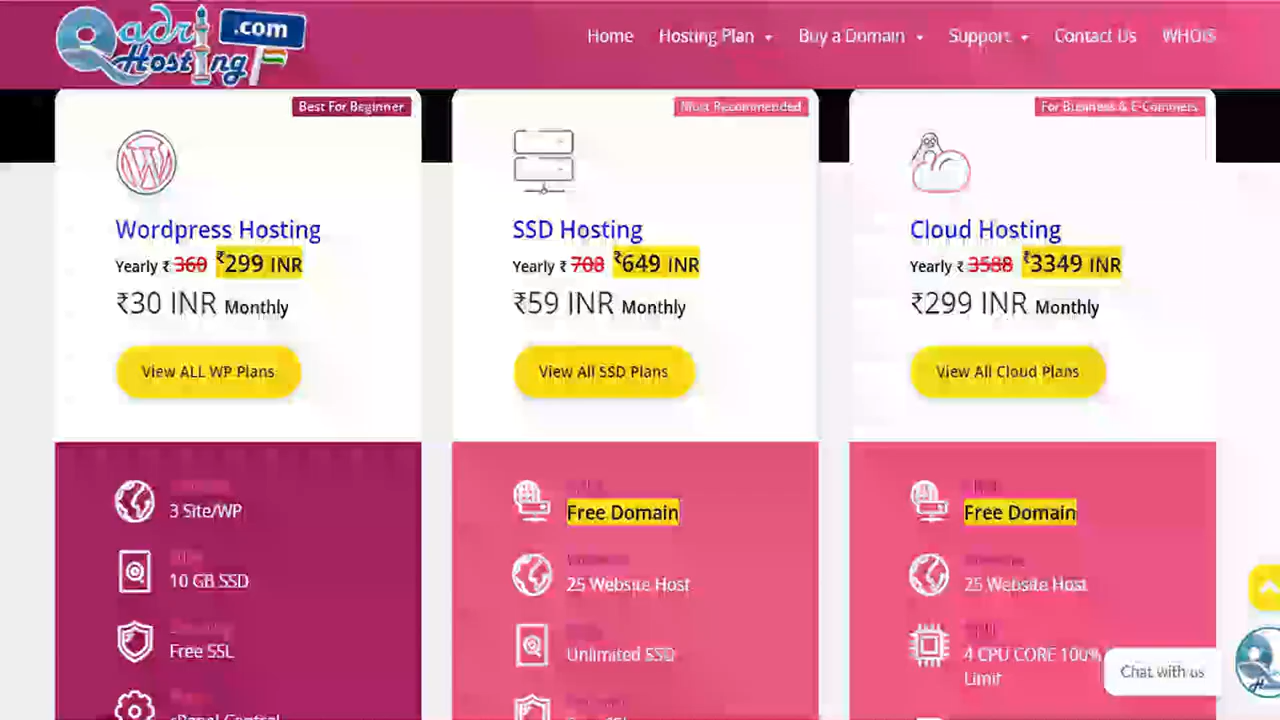 Qadri
.com
Hosting
Home
Hosting Plan
Buy a Domain
Support
Contact Us
WHOIS
Best For Beginner
Wordpress Hosting
Yearly ₹ 360 ₹299 INR
₹30 INR Monthly
View ALL WP Plans
3 Site/WP
10 GB SSD
Free SSL
cPanel Control
Most Recommended
SSD Hosting
Yearly ₹ 708 ₹649 INR
₹59 INR Monthly
View All SSD Plans
Free Domain
25 Website Host
Unlimited SSD
For Business & E-Commers
Cloud Hosting
Yearly ₹ 3588 ₹3349 INR
₹299 INR Monthly
View All Cloud Plans
Free Domain
25 Website Host
4 CPU CORE 100%
Limit
Chat with us